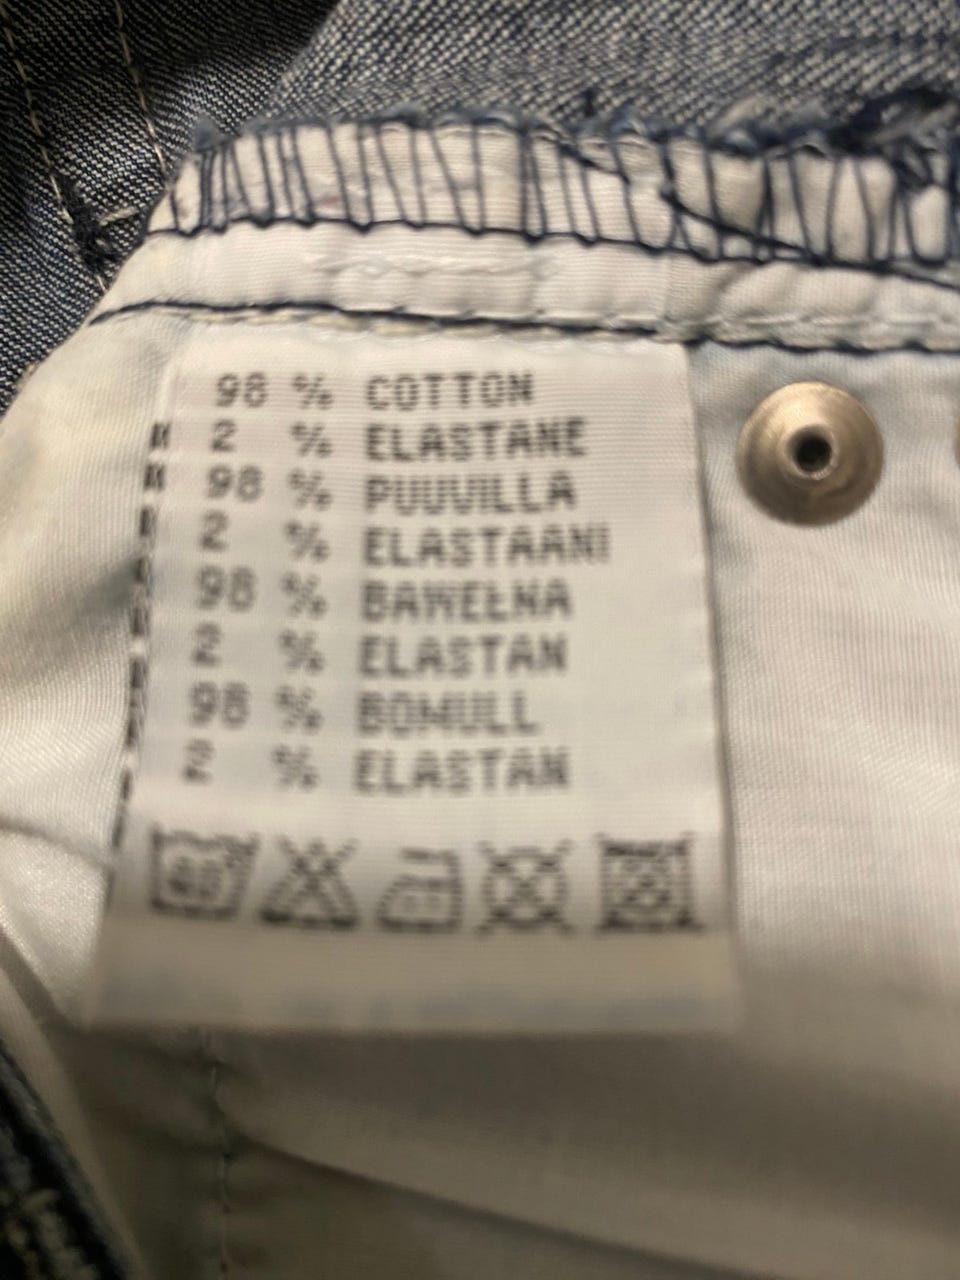 98 % COTTON
2 % ELASTANE
98 % PUUVILLA
2 % ELASTAANI
98 % BAWEŁNA
2 % ELASTAN
98 % BOMULL
2 % ELASTAN